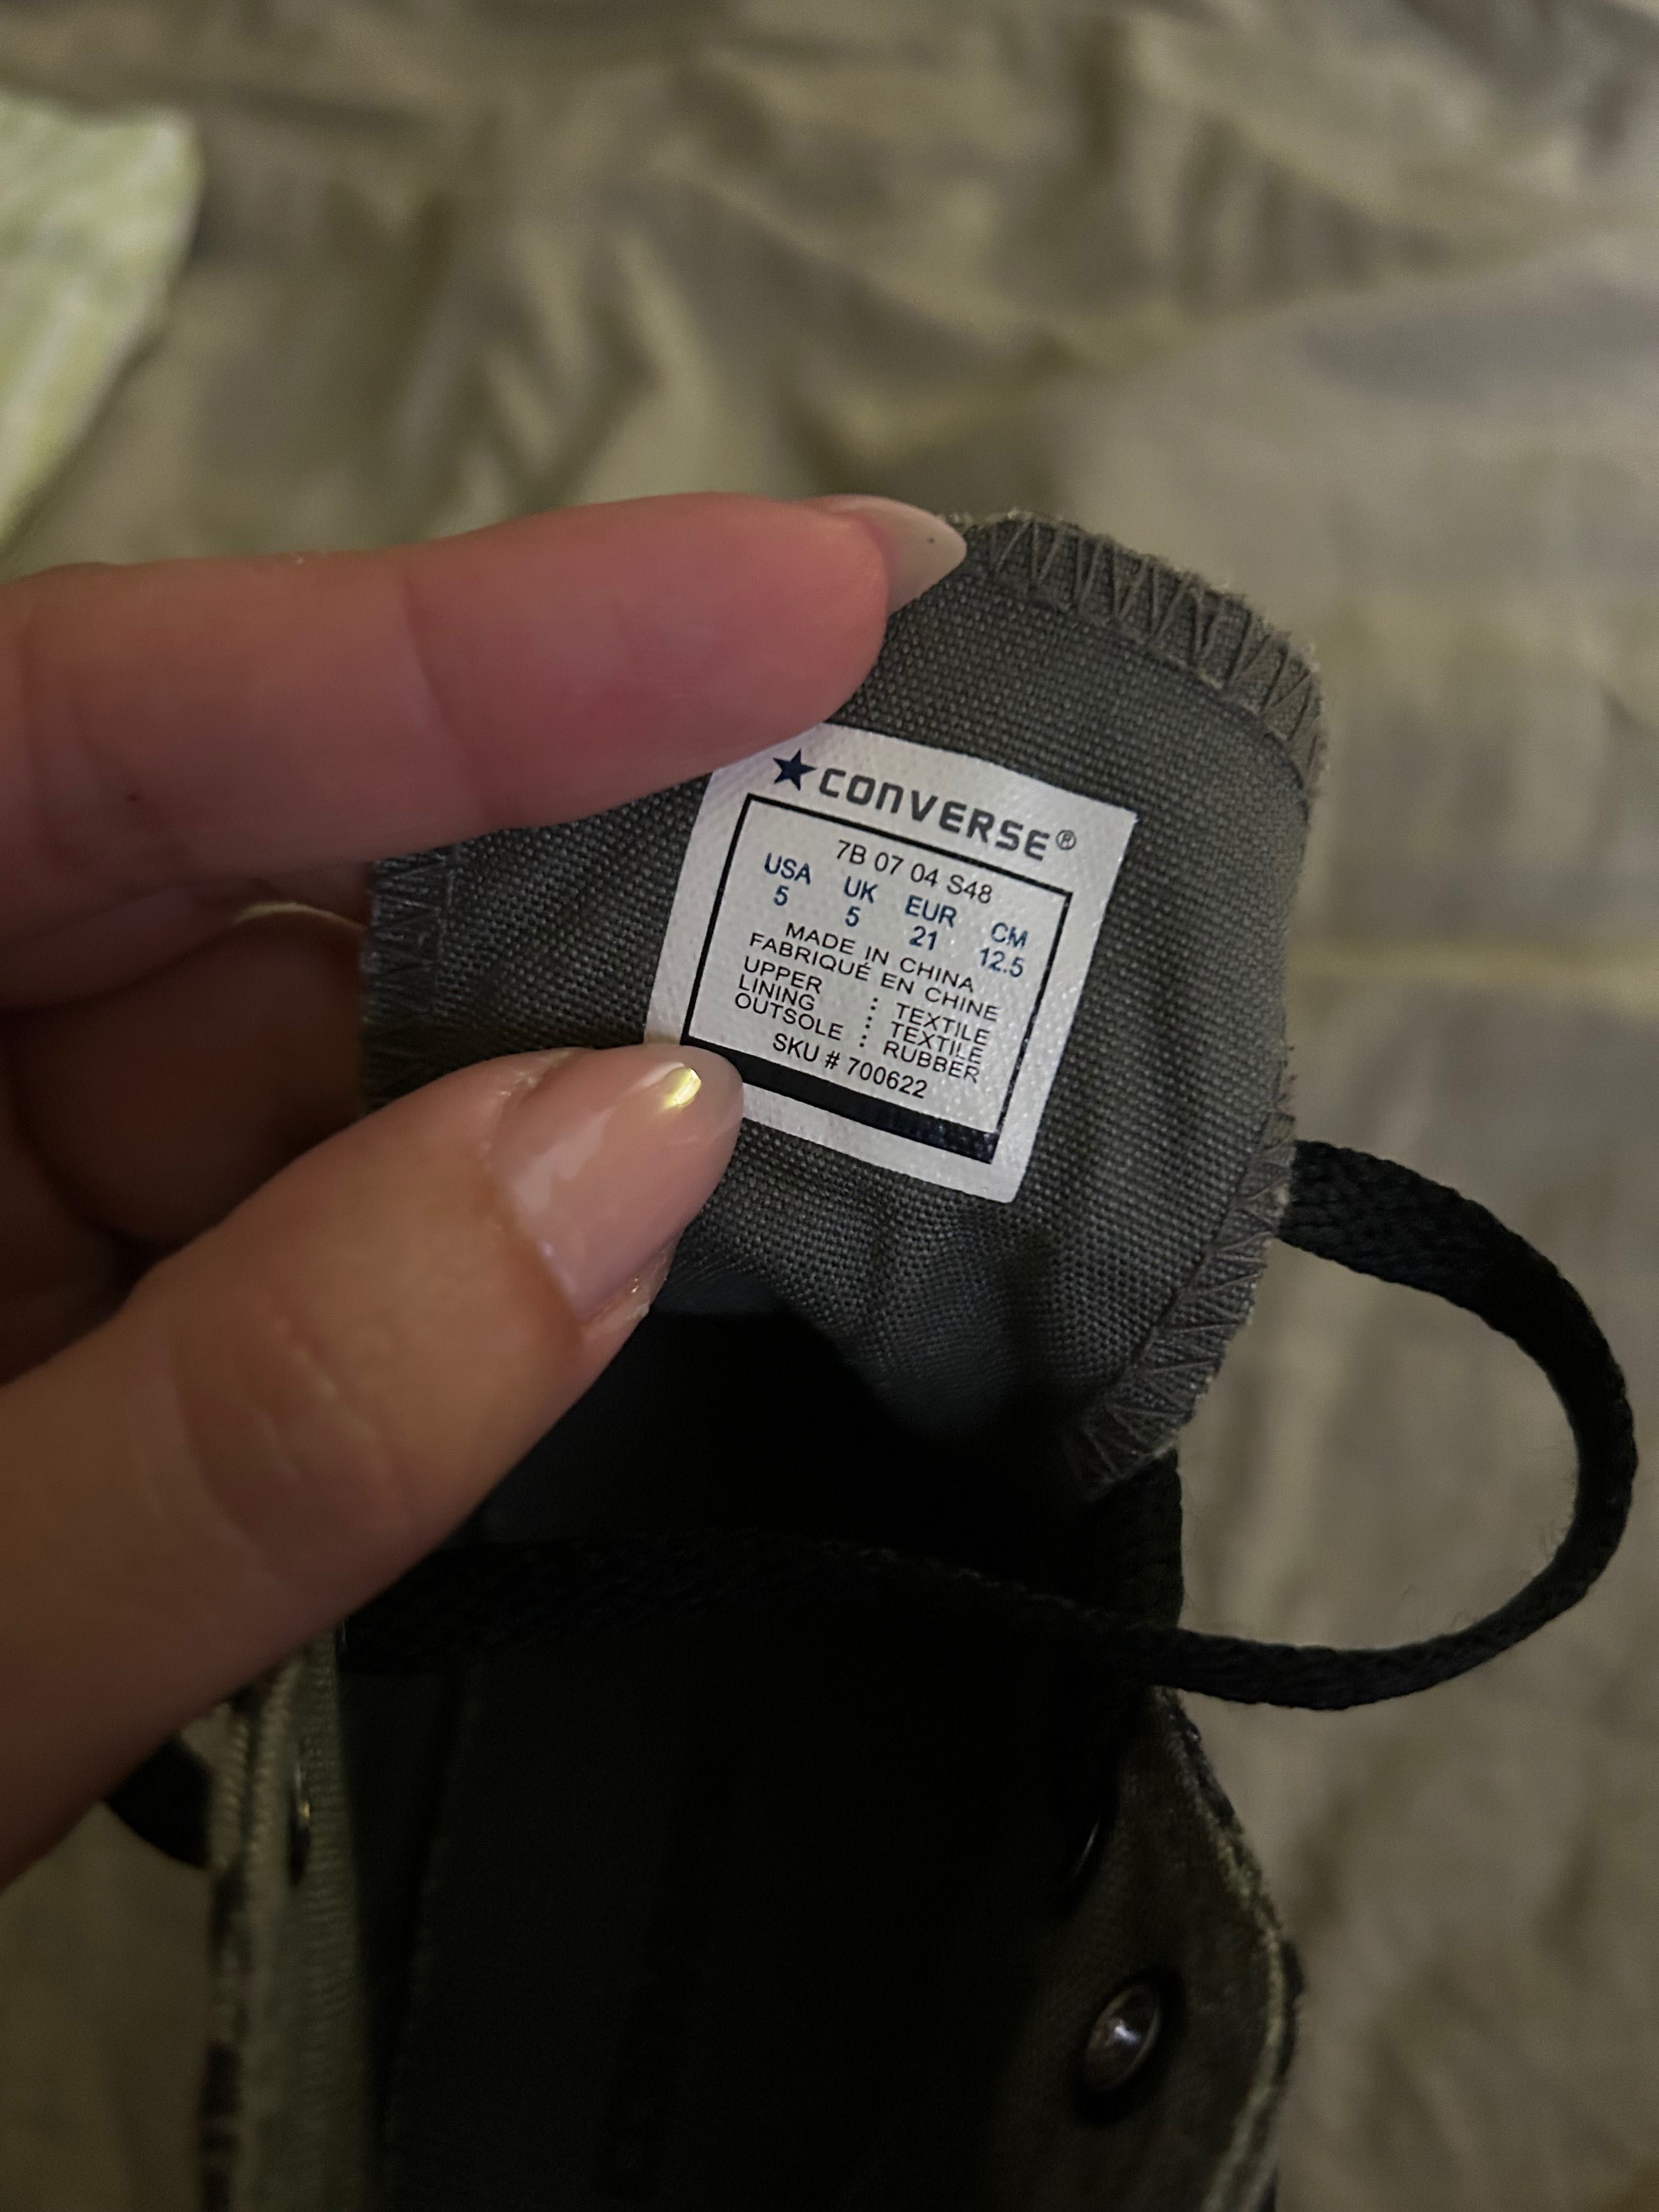 ★CONVERSE®
7B 07 04 S48
USA UK EUR CM
5 5 21 12.5
MADE IN CHINA
FABRIQUÉ EN CHINE
UPPER : TEXTILE
LINING : TEXTILE
OUTSOLE : RUBBER
SKU # 700622